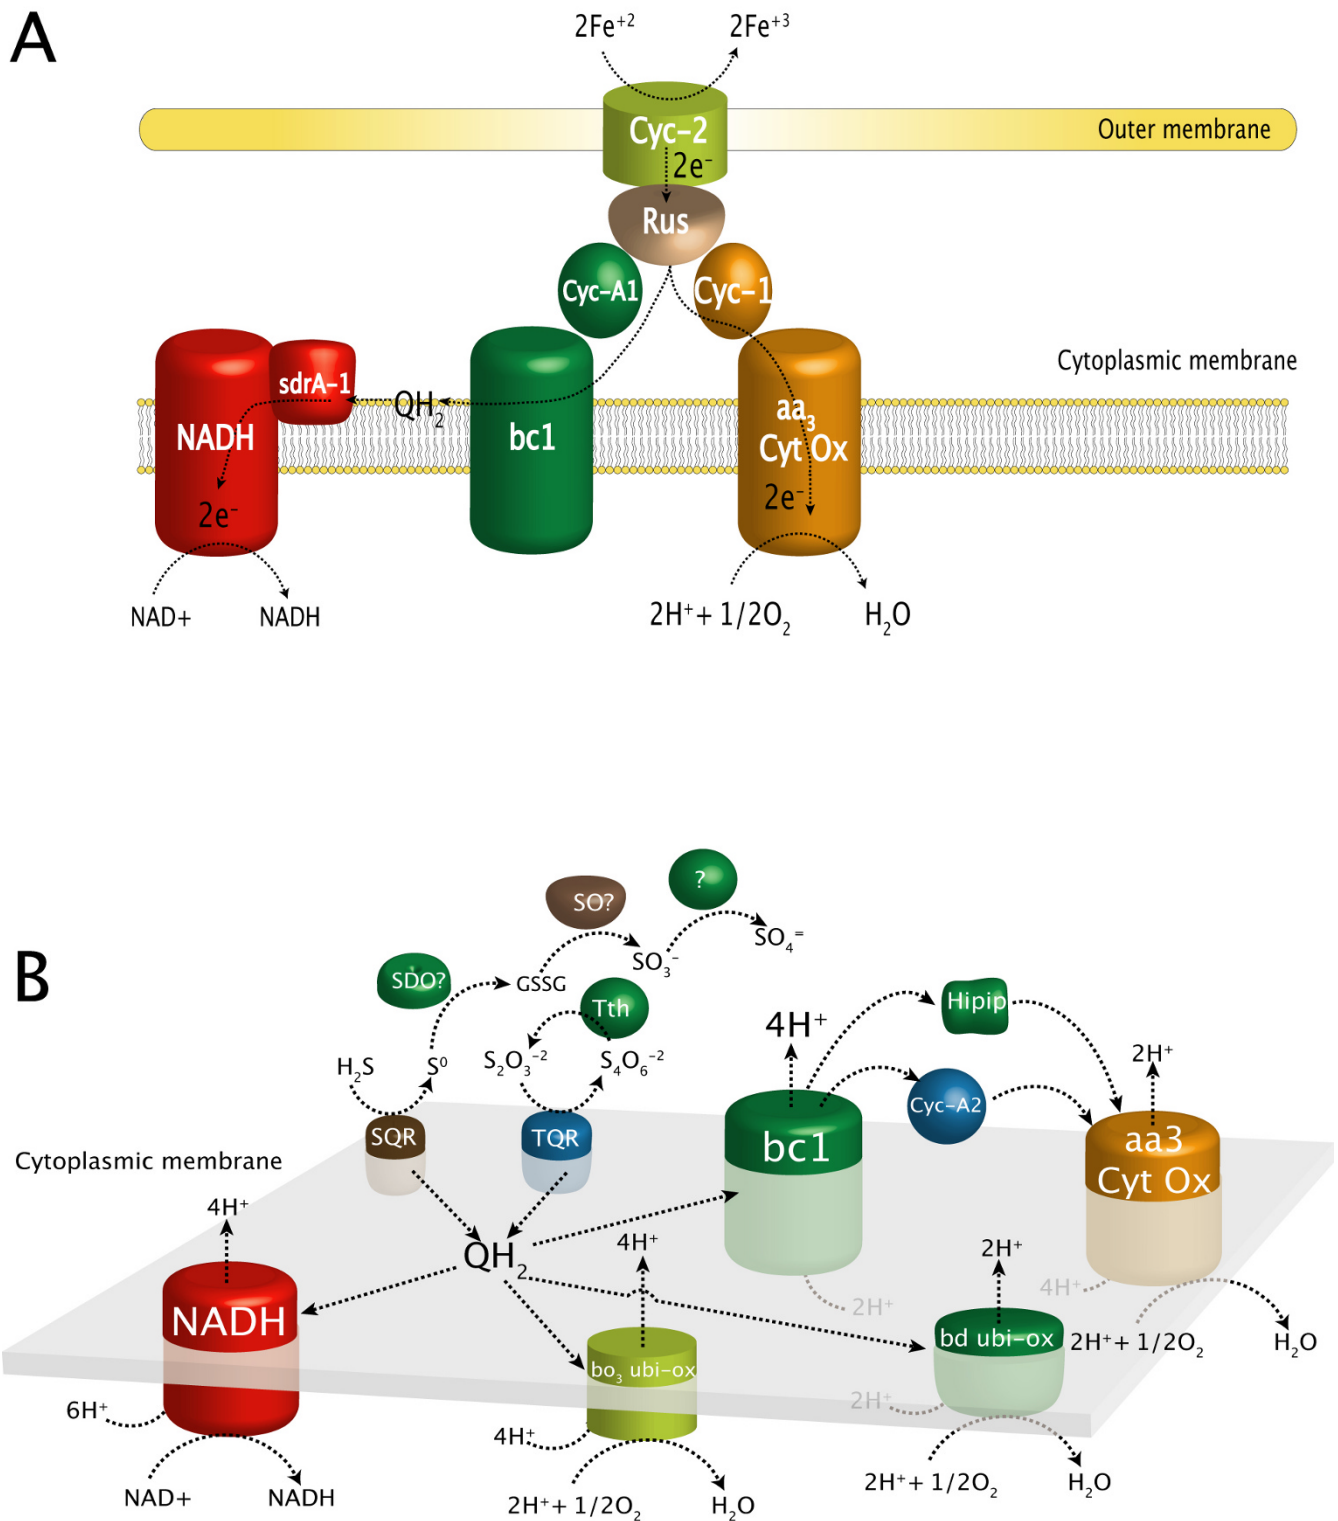 A
2Fe⁺² 2Fe⁺³
Outer membrane
Cyc-2
2e⁻
Rus
Cyc-A1
Cyc-1
Cytoplasmic membrane
sdrA-1
QH₂
NADH
bc1
aa₃
Cyt Ox
2e⁻
2e⁻
NAD+ NADH
2H⁺+ 1/2O₂ H₂O
B
?
SO?
SO₄⁼
SO₃⁻
SDO?
GSSG
Tth
Hipip
4H⁺
H₂S S⁰ S₂O₃⁻² S₄O₆⁻²
2H⁺
Cyc-A2
SQR
TQR
bc1
aa3
Cyt Ox
Cytoplasmic membrane
4H⁺
QH₂
4H⁺
2H⁺
4H⁺
2H⁺
NADH
bd ubi-ox
2H⁺+ 1/2O₂ H₂O
bo₃ ubi-ox
6H⁺
2H⁺
4H⁺
NAD+ NADH
2H⁺+ 1/2O₂ H₂O
2H⁺+ 1/2O₂ H₂O